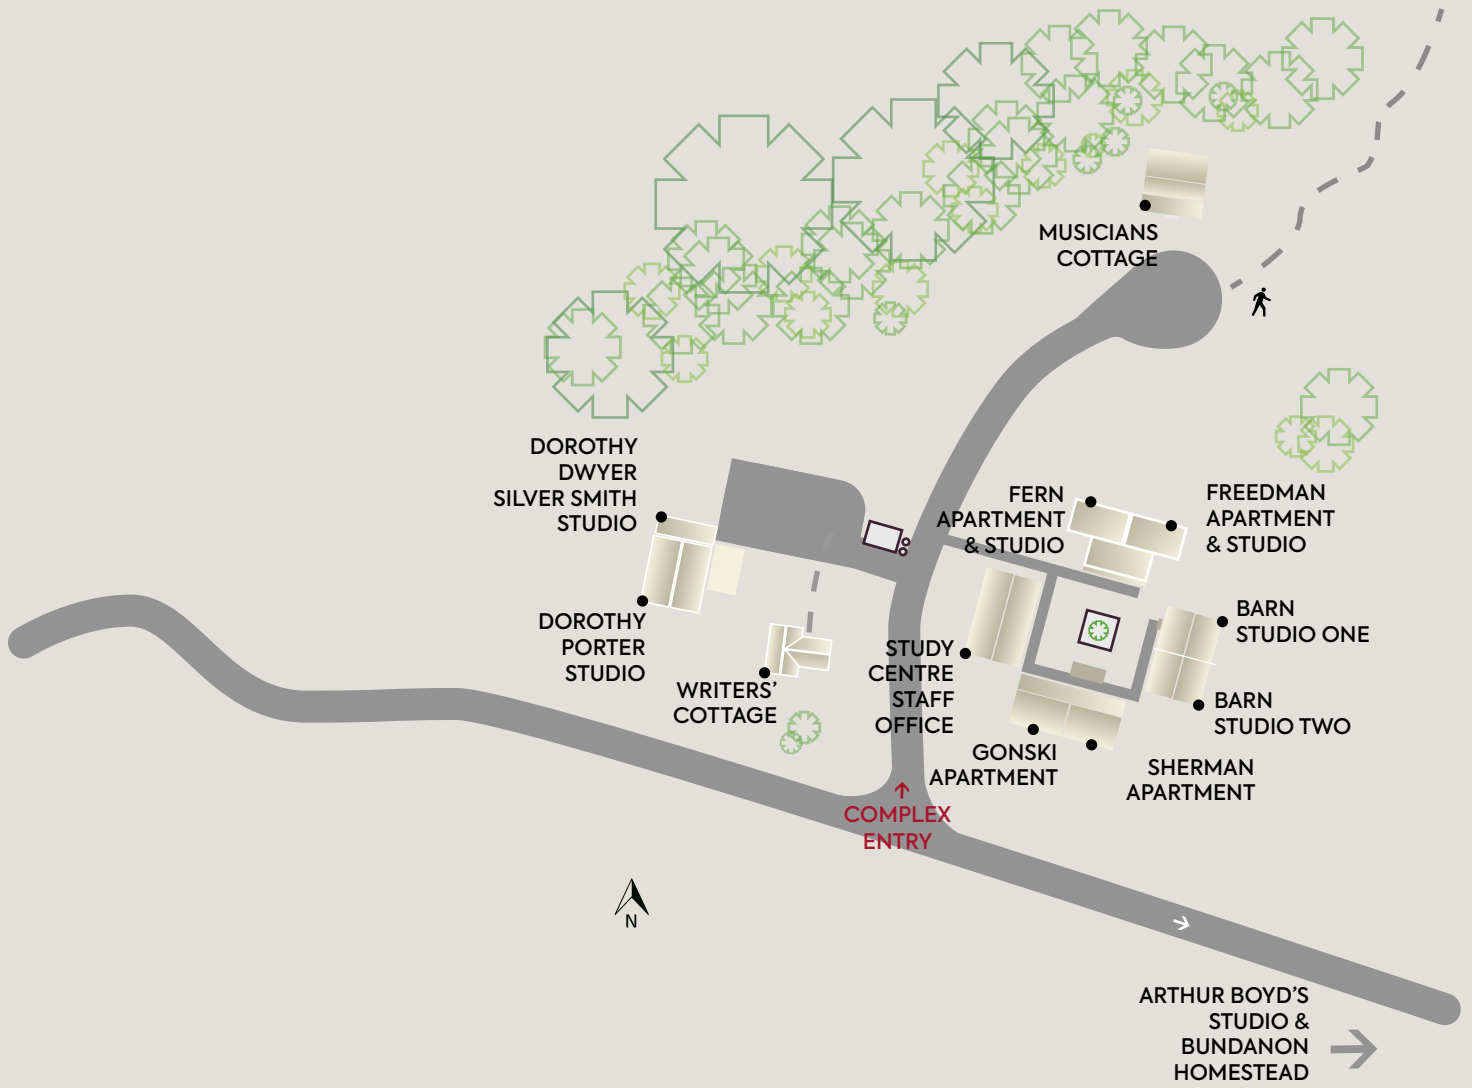 MUSICIANS
COTTAGE
DOROTHY
DWYER
SILVER SMITH
STUDIO
FERN
APARTMENT
& STUDIO
FREEDMAN
APARTMENT
& STUDIO
DOROTHY
PORTER
STUDIO
BARN
STUDIO ONE
WRITERS’
COTTAGE
STUDY
CENTRE
STAFF
OFFICE
BARN
STUDIO TWO
GONSKI
APARTMENT
SHERMAN
APARTMENT
COMPLEX
ENTRY
N
ARTHUR BOYD’S
STUDIO &
BUNDANON
HOMESTEAD